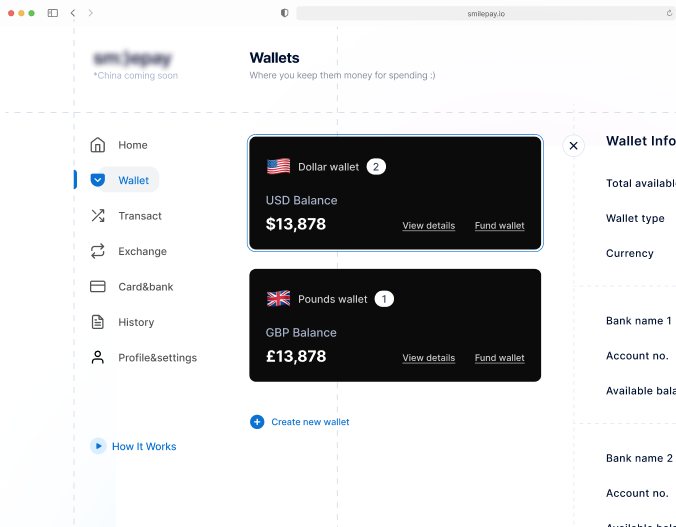 smilepay.io
*China coming soon
Wallets
Where you keep them money for spending :)
Home
Wallet
Transact
Exchange
Card&bank
History
Profile&settings
How It Works
Dollar wallet 2
USD Balance
$13,878 View details Fund wallet
Pounds wallet 1
GBP Balance
£13,878 View details Fund wallet
Create new wallet
Wallet Info
Total availabl
Wallet type
Currency
Bank name 1
Account no.
Available bala
Bank name 2
Account no.
Available bala